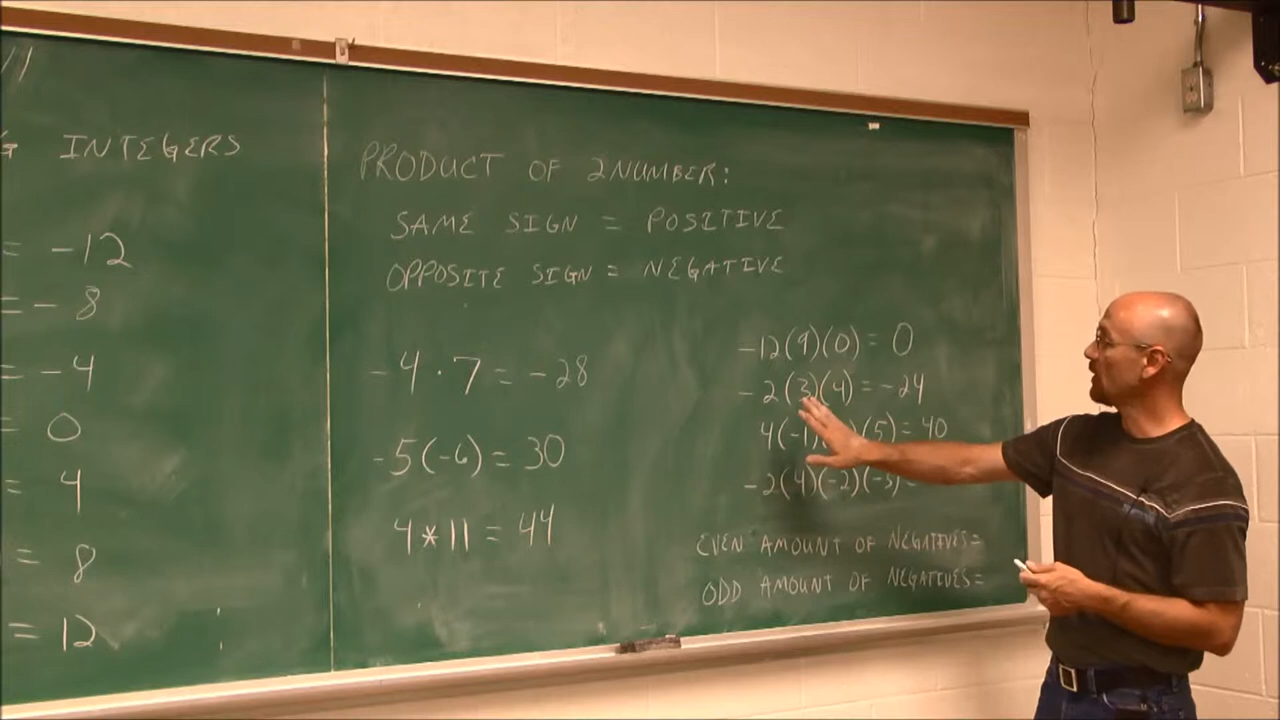 INTEGERS
= -12
= - 8
= -4
= 0
= 4
= 8
= 12
PRODUCT OF 2NUMBER:
SAME SIGN = POSITIVE
OPPOSITE SIGN = NEGATIVE
-4 · 7 = -28
-5(-6) = 30
4 * 11 = 44
-12(9)(0) = 0
-2(3)(4) = -24
4(-1) (5) = 40
-2(4)(-2)(-3) =
EVEN AMOUNT OF NEGATIVES=
ODD AMOUNT OF NEGATIVES=